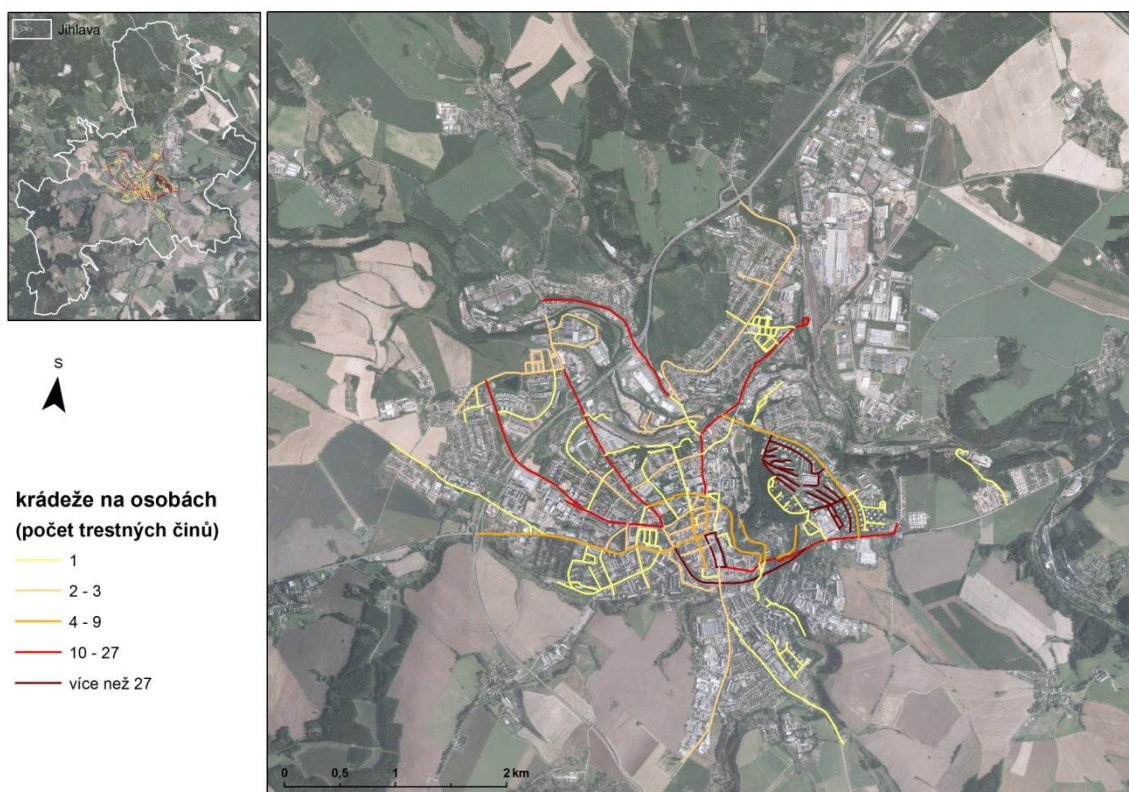 Jihlava
S
krádeže na osobách
(počet trestných činů)
1
2 - 3
4 - 9
10 - 27
více než 27
0 0,5 1 2 km